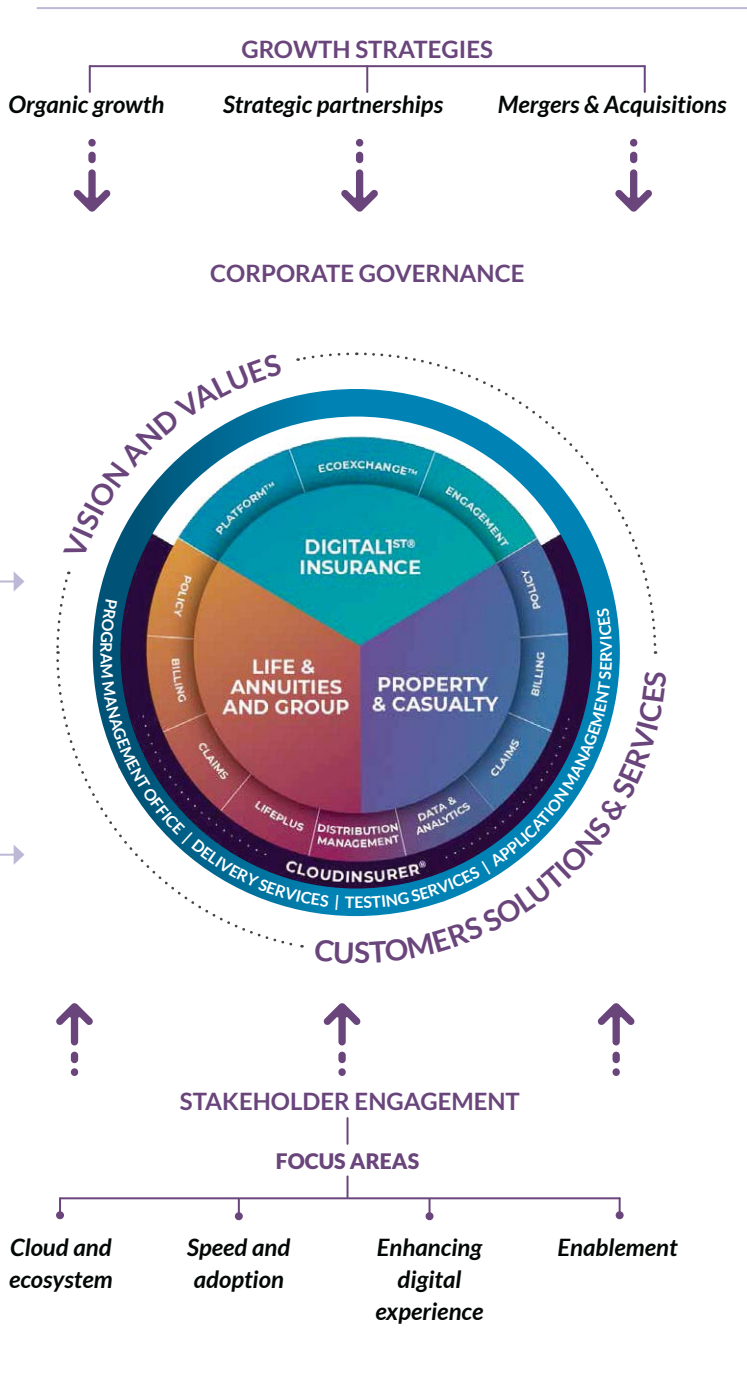 GROWTH STRATEGIES
Organic growth
Strategic partnerships
Mergers & Acquisitions
CORPORATE GOVERNANCE
VISION AND VALUES
PLATFORM™
ECOEXCHANGE™
ENGAGEMENT
DIGITAL1ST®
INSURANCE
POLICY
BILLING
CLAIMS
LIFEPLUS
DISTRIBUTION
MANAGEMENT
DATA &
ANALYTICS
CLAIMS
BILLING
POLICY
LIFE &
ANNUITIES
AND GROUP
PROPERTY
& CASUALTY
CLOUDINSURER®
PROGRAM MANAGEMENT OFFICE | DELIVERY SERVICES | TESTING SERVICES | APPLICATION MANAGEMENT SERVICES
CUSTOMERS SOLUTIONS & SERVICES
STAKEHOLDER ENGAGEMENT
FOCUS AREAS
Cloud and
ecosystem
Speed and
adoption
Enhancing
digital
experience
Enablement